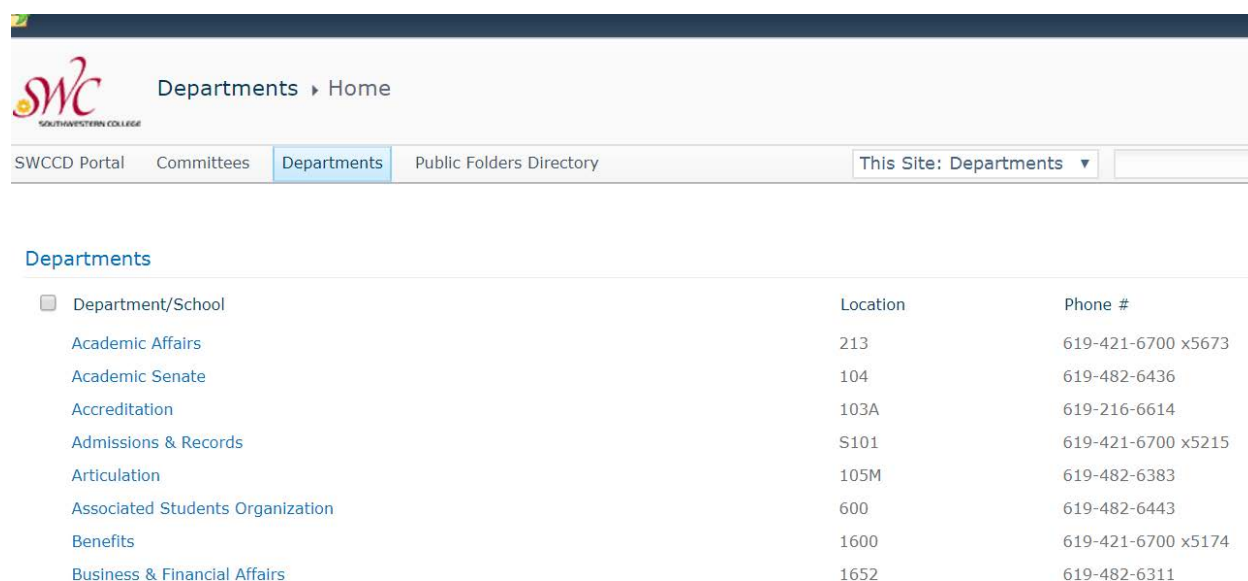 SWC
SOUTHWESTERN COLLEGE
Departments ▸ Home
SWCCD Portal Committees Departments Public Folders Directory This Site: Departments ▼
Departments
Department/School Location Phone #
Academic Affairs 213 619-421-6700 x5673
Academic Senate 104 619-482-6436
Accreditation 103A 619-216-6614
Admissions & Records S101 619-421-6700 x5215
Articulation 105M 619-482-6383
Associated Students Organization 600 619-482-6443
Benefits 1600 619-421-6700 x5174
Business & Financial Affairs 1652 619-482-6311